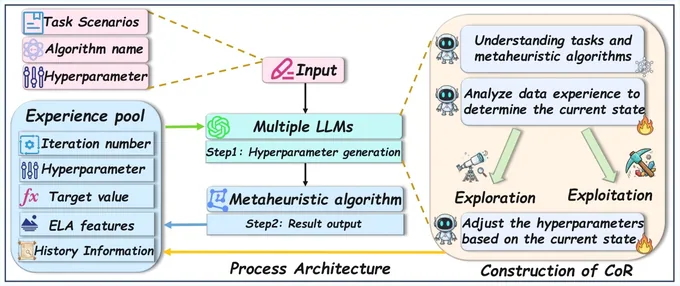 Task Scenarios
Algorithm name
Hyperparameter
Input
Experience pool
Iteration number
Hyperparameter
fx Target value
ELA features
History Information
Multiple LLMs
Step1: Hyperparameter generation
Metaheuristic algorithm
Step2: Result output
Process Architecture
Understanding tasks and
metaheuristic algorithms
Analyze data experience to
determine the current state
Exploration
Exploitation
Adjust the hyperparameters
based on the current state
Construction of CoR